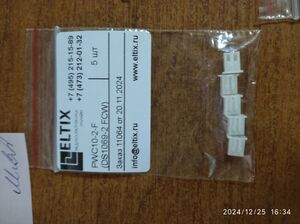 ELTIX
+7 (495) 215-15-89
+7 (473) 212-01-32
5 шт
PWC10-2-F
(DS1069-2 FCW)
Заказ 11064 от 20.11.2024
info@eltix.ru
www.eltix.ru
2024/12/25 16:34